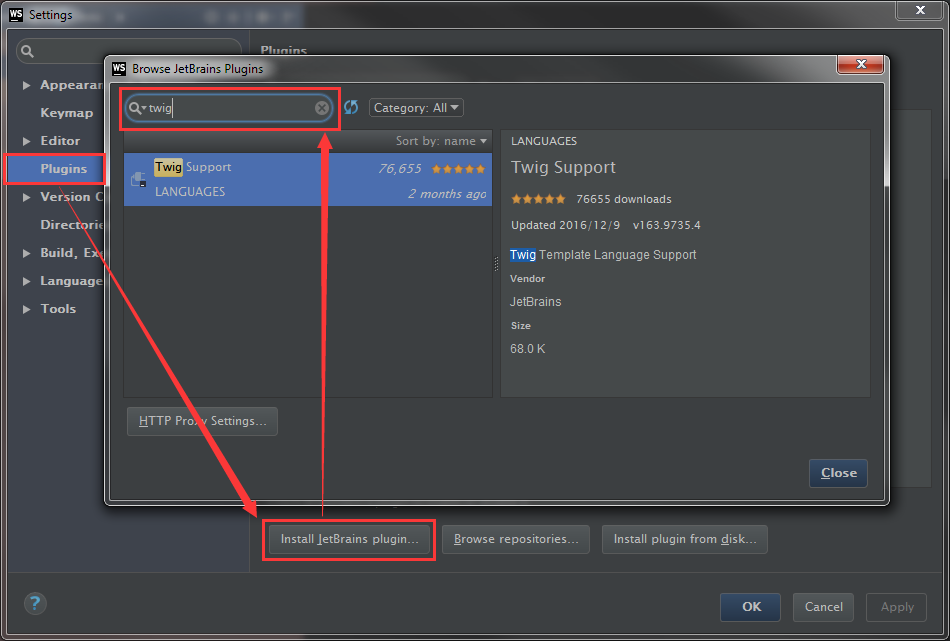 WS Settings
Plugins
Appearan
Keymap
Editor
Plugins
Version C
Directorie
Build, Ex
Language
Tools
WS Browse JetBrains Plugins
twig
Category: All
Sort by: name
Twig Support
76,655
LANGUAGES
2 months ago
LANGUAGES
Twig Support
76655 downloads
Updated 2016/12/9 v163.9735.4
Twig Template Language Support
Vendor
JetBrains
Size
68.0 K
HTTP Proxy Settings...
Close
Install JetBrains plugin...
Browse repositories...
Install plugin from disk...
?
OK
Cancel
Apply